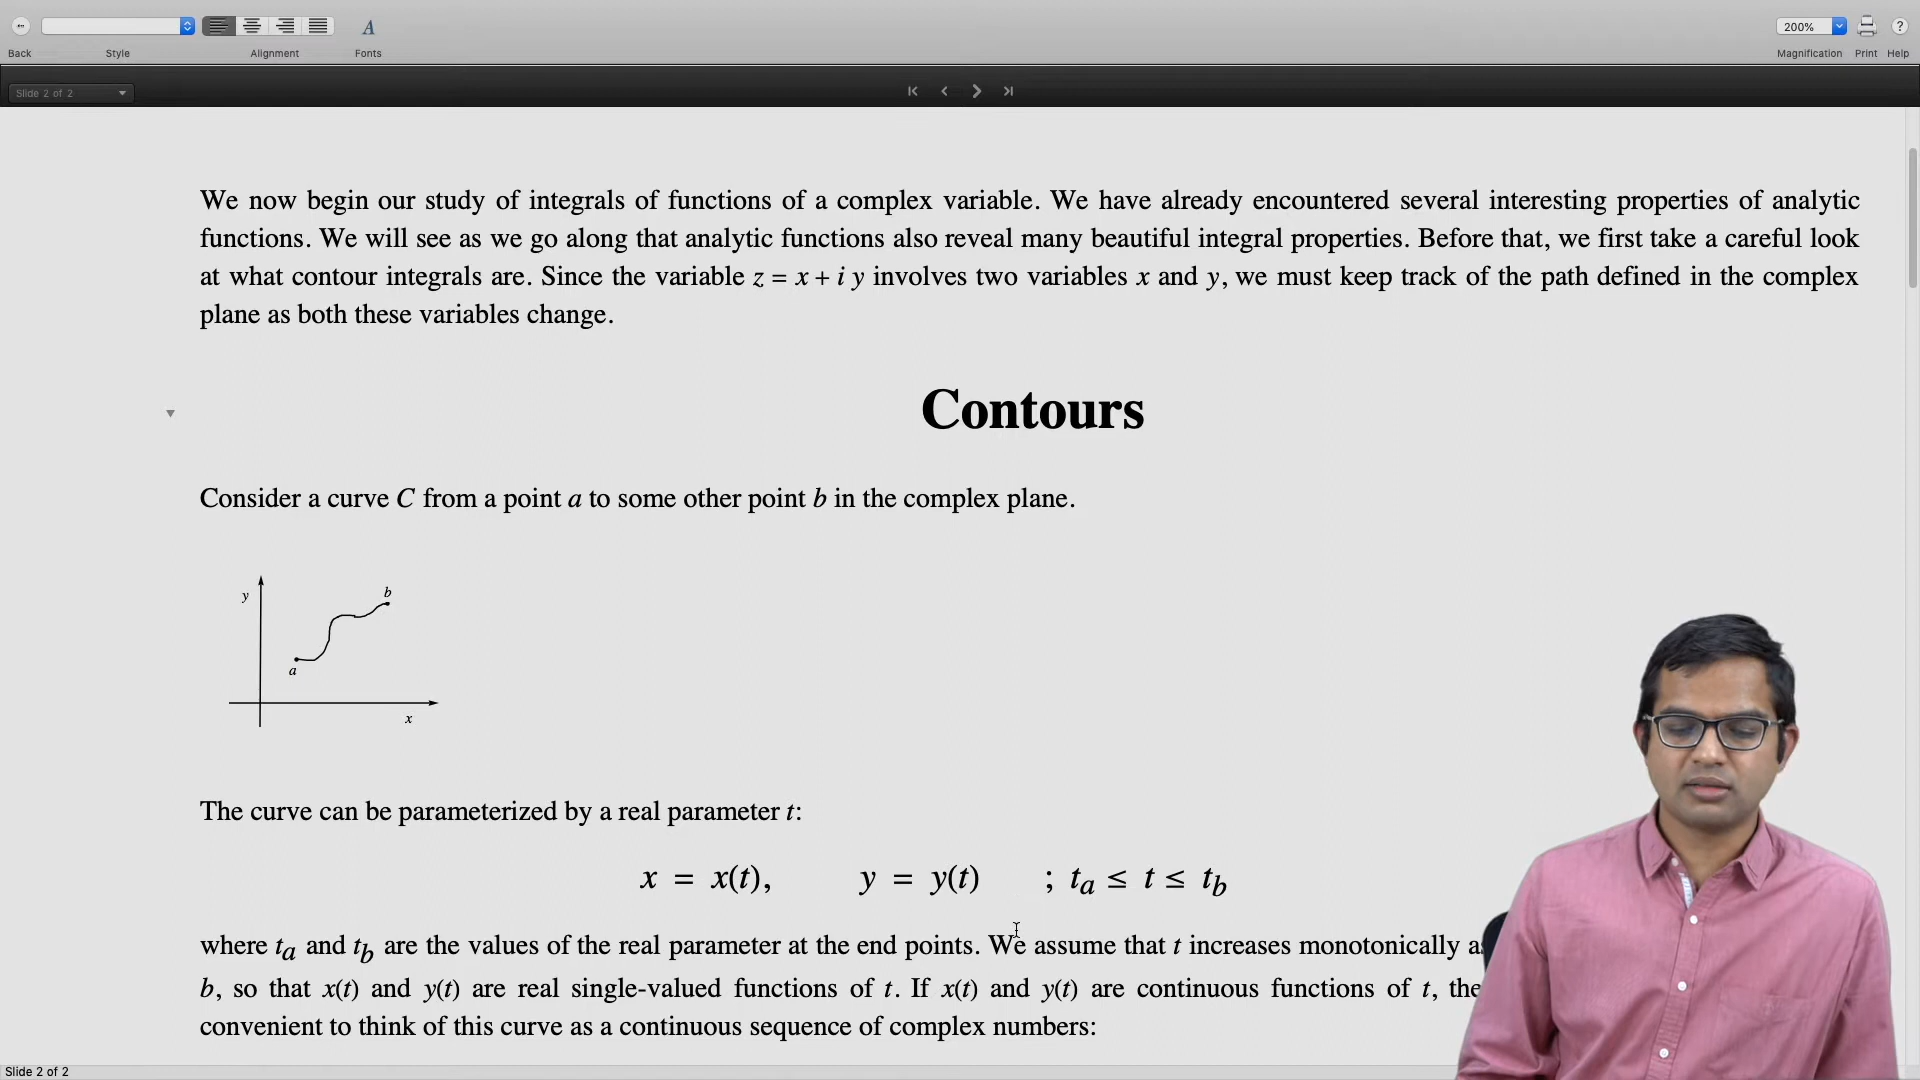 200%
Back Style Alignment Fonts Magnification Print Help
Slide 2 of 2
We now begin our study of integrals of functions of a complex variable. We have already encountered several interesting properties of analytic
functions. We will see as we go along that analytic functions also reveal many beautiful integral properties. Before that, we first take a careful look
at what contour integrals are. Since the variable z = x + i y involves two variables x and y, we must keep track of the path defined in the complex
plane as both these variables change.
Contours
Consider a curve C from a point a to some other point b in the complex plane.
y
b
a
x
The curve can be parameterized by a real parameter t:
x = x(t), y = y(t) ; t_a ≤ t ≤ t_b
where t_a and t_b are the values of the real parameter at the end points. We assume that t increases monotonically
b, so that x(t) and y(t) are real single-valued functions of t. If x(t) and y(t) are continuous functions of t,
convenient to think of this curve as a continuous sequence of complex numbers:
Slide 2 of 2